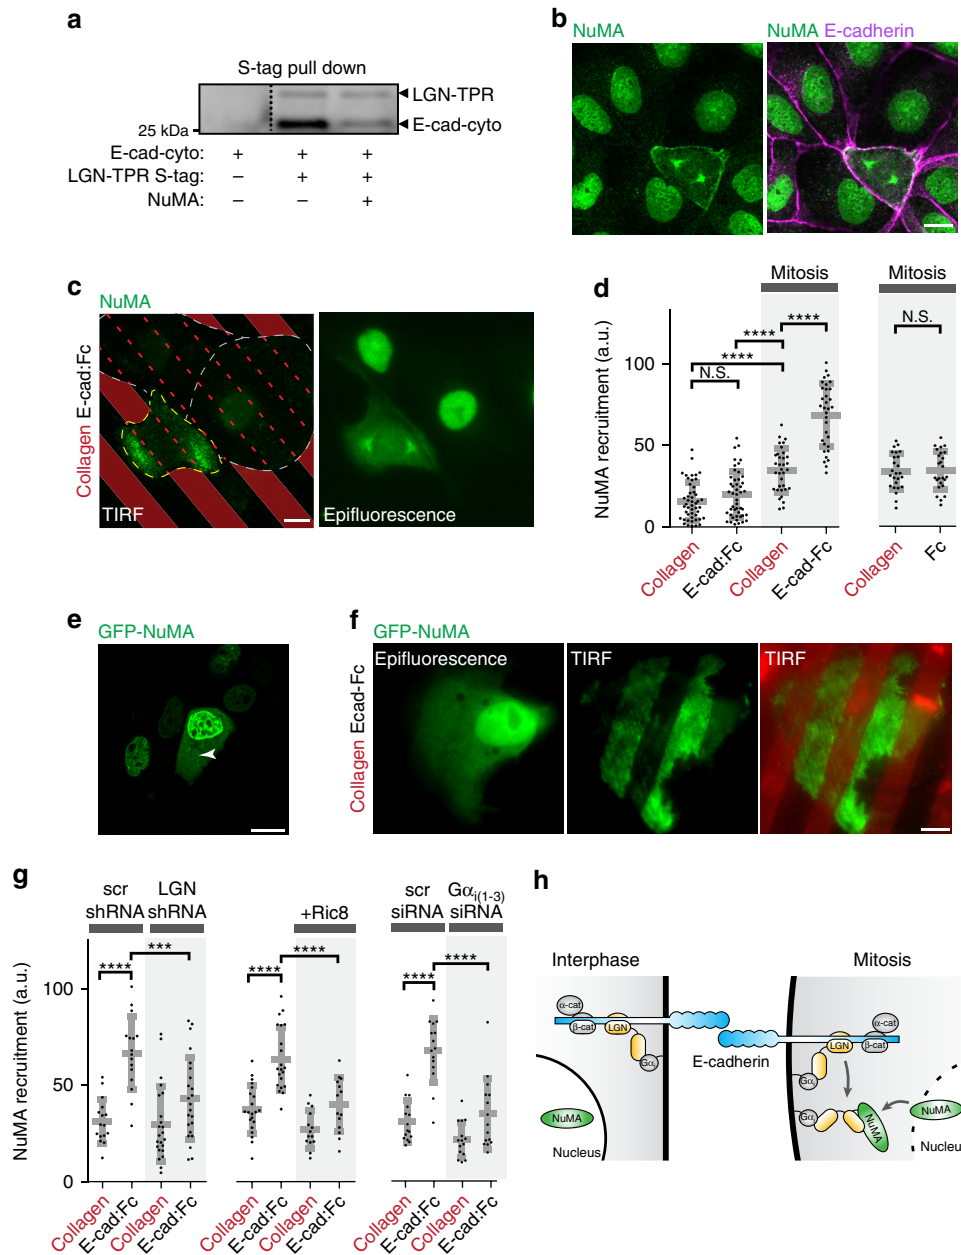 a
S-tag pull down
LGN-TPR
E-cad-cyto
25 kDa
E-cad-cyto: + + +
LGN-TPR S-tag: – + +
NuMA: – – +
b
NuMA
NuMA E-cadherin
c
NuMA
Collagen E-cad:Fc
TIRF
Epifluorescence
d
Mitosis
Mitosis
NuMA recruitment (a.u.)
100
50
0
N.S.
****
****
****
N.S.
Collagen
E-cad:Fc
Collagen
E-cad-Fc
Collagen
Fc
e
GFP-NuMA
f
GFP-NuMA
Collagen Ecad-Fc
Epifluorescence
TIRF
TIRF
g
scr shRNA
LGN shRNA
+Ric8
scr siRNA
Gαi(1-3) siRNA
NuMA recruitment (a.u.)
100
50
0
****
***
****
****
****
****
Collagen
E-cad:Fc
Collagen
E-cad:Fc
Collagen
E-cad:Fc
Collagen
E-cad:Fc
Collagen
E-cad:Fc
Collagen
E-cad:Fc
h
Interphase
Mitosis
α-cat
β-cat
LGN
Gαi
E-cadherin
α-cat
LGN
β-cat
Gαi
Gαi
NuMA
NuMA
NuMA
Nucleus
Nucleus